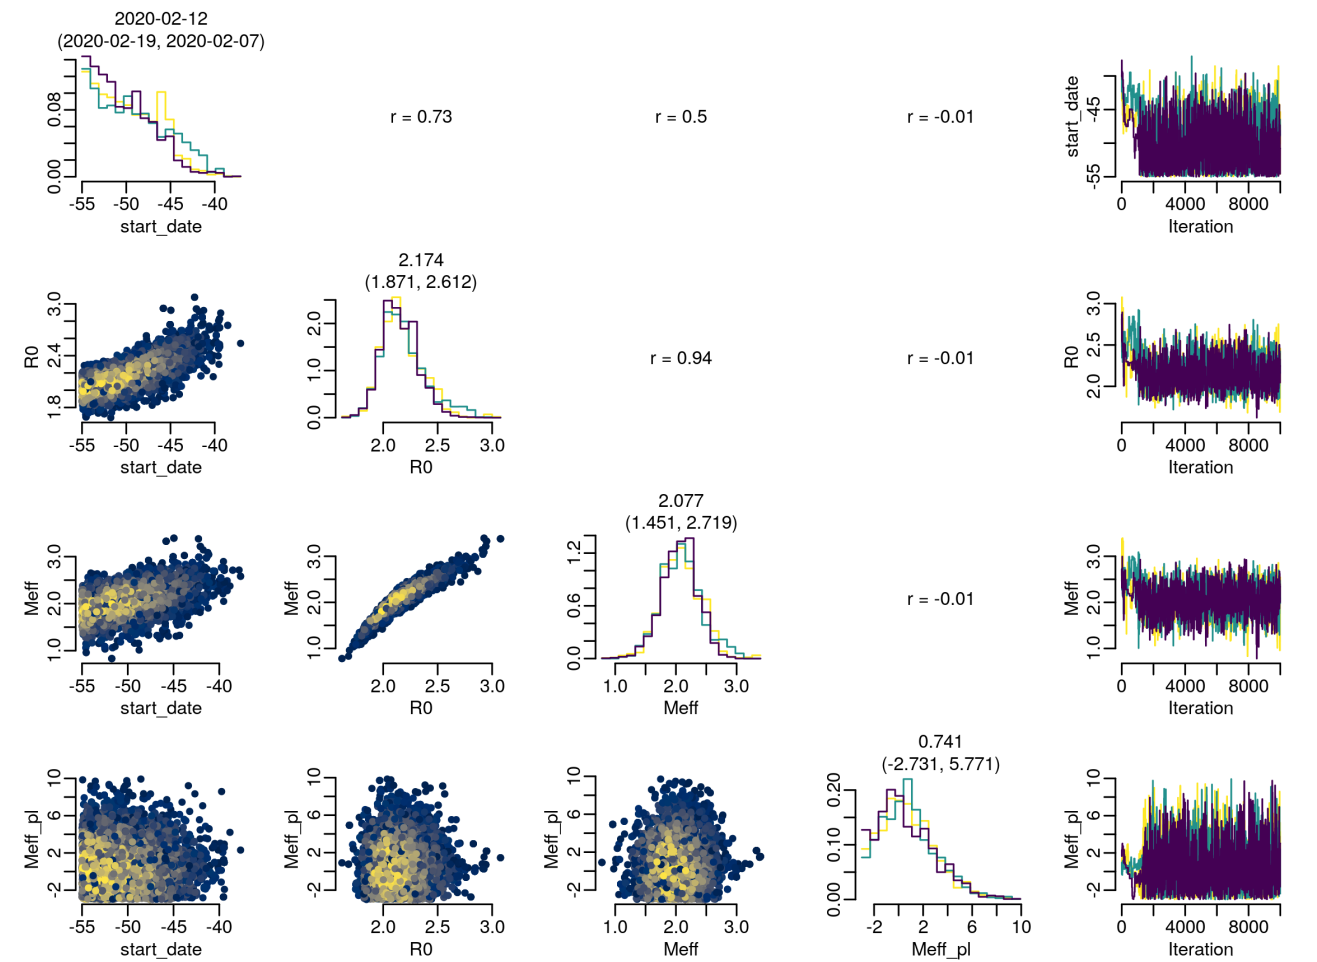 2020-02-12
(2020-02-19, 2020-02-07)
0.00 0.08
-55 -50 -45 -40
start_date
r = 0.73
r = 0.5
r = -0.01
start_date
-55 -45
0 4000 8000
Iteration
R0
1.8 2.4 3.0
-55 -50 -45 -40
start_date
2.174
(1.871, 2.612)
0.0 1.0 2.0
2.0 2.5 3.0
R0
r = 0.94
r = -0.01
R0
2.0 2.5 3.0
0 4000 8000
Iteration
Meff
1.0 2.0 3.0
-55 -50 -45 -40
start_date
Meff
1.0 2.0 3.0
2.0 2.5 3.0
R0
2.077
(1.451, 2.719)
0.0 0.6 1.2
1.0 2.0 3.0
Meff
r = -0.01
Meff
1.0 2.0 3.0
0 4000 8000
Iteration
Meff_pl
-2 2 6 10
-55 -50 -45 -40
start_date
Meff_pl
-2 2 6 10
2.0 2.5 3.0
R0
Meff_pl
-2 2 6 10
1.0 2.0 3.0
Meff
0.741
(-2.731, 5.771)
0.00 0.10 0.20
-2 2 6 10
Meff_pl
Meff_pl
-2 2 6 10
0 4000 8000
Iteration